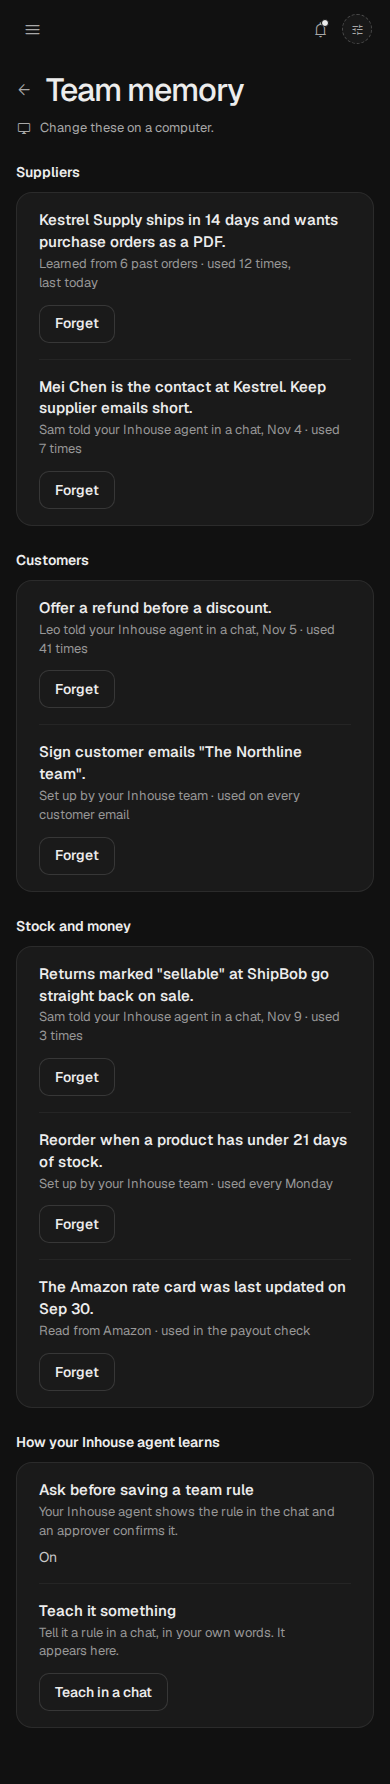 Team memory
Change these on a computer.
Suppliers
Kestrel Supply ships in 14 days and wants
purchase orders as a PDF.
Learned from 6 past orders · used 12 times,
last today
Forget
Mei Chen is the contact at Kestrel. Keep
supplier emails short.
Sam told your Inhouse agent in a chat, Nov 4 · used
7 times
Forget
Customers
Offer a refund before a discount.
Leo told your Inhouse agent in a chat, Nov 5 · used
41 times
Forget
Sign customer emails "The Northline
team".
Set up by your Inhouse team · used on every
customer email
Forget
Stock and money
Returns marked "sellable" at ShipBob go
straight back on sale.
Sam told your Inhouse agent in a chat, Nov 9 · used
3 times
Forget
Reorder when a product has under 21 days
of stock.
Set up by your Inhouse team · used every Monday
Forget
The Amazon rate card was last updated on
Sep 30.
Read from Amazon · used in the payout check
Forget
How your Inhouse agent learns
Ask before saving a team rule
Your Inhouse agent shows the rule in the chat and
an approver confirms it.
On
Teach it something
Tell it a rule in a chat, in your own words. It
appears here.
Teach in a chat